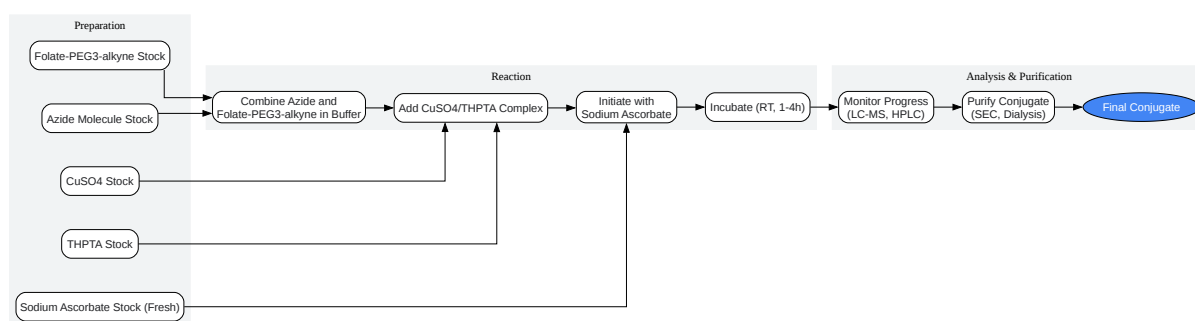 Preparation
Folate-PEG3-alkyne Stock
Azide Molecule Stock
CuSO4 Stock
THPTA Stock
Sodium Ascorbate Stock (Fresh)
Reaction
Combine Azide and
Folate-PEG3-alkyne in Buffer
Add CuSO4/THPTA Complex
Initiate with
Sodium Ascorbate
Incubate (RT, 1-4h)
Analysis & Purification
Monitor Progress
(LC-MS, HPLC)
Purify Conjugate
(SEC, Dialysis)
Final Conjugate